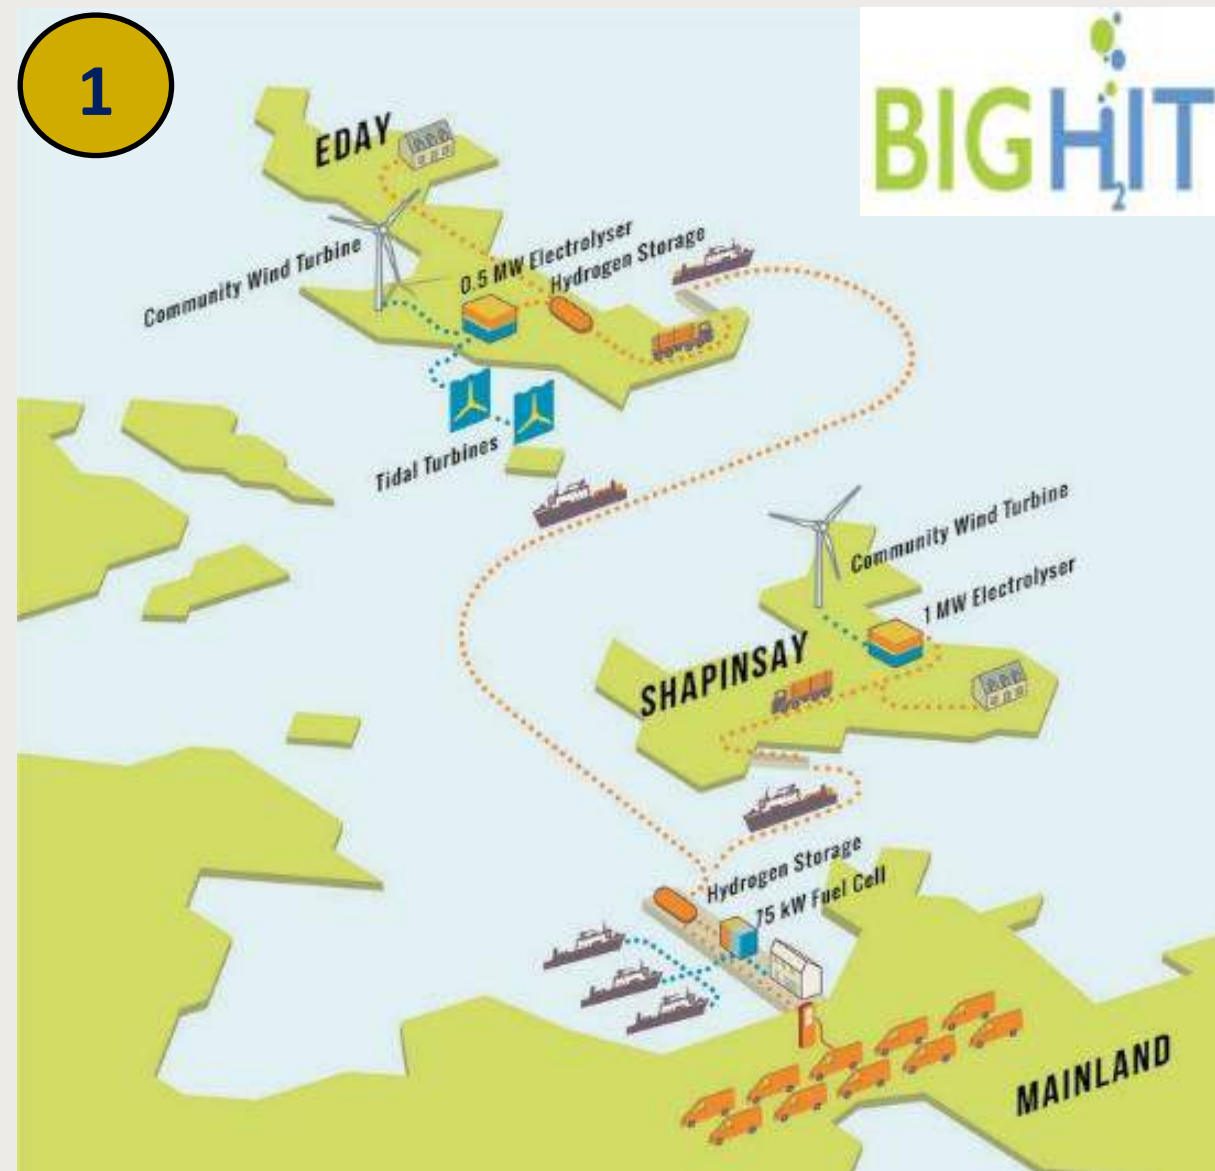 1
BIGH2IT
EDAY
Community Wind Turbine
0.5 MW Electrolyser
Hydrogen Storage
Tidal Turbines
Community Wind Turbine
1 MW Electrolyser
SHAPINSAY
Hydrogen Storage
75 kW Fuel Cell
MAINLAND